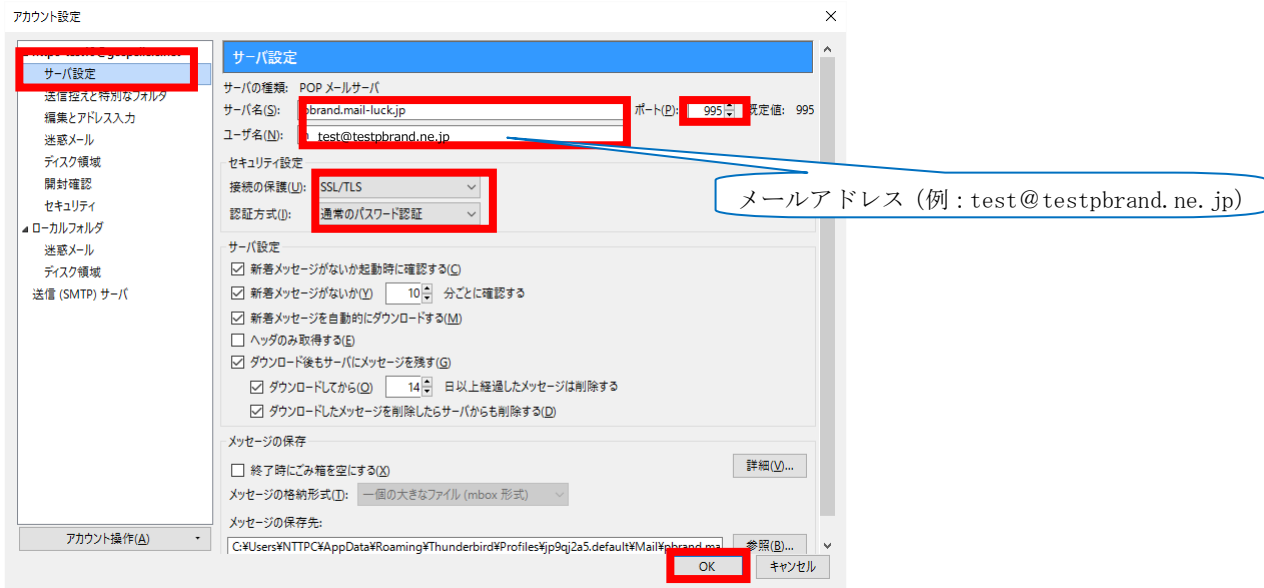 アカウント設定
サーバ設定
送信控えと特別なフォルダ
編集とアドレス入力
迷惑メール
ディスク領域
開封確認
セキュリティ
ローカルフォルダ
迷惑メール
ディスク領域
送信 (SMTP) サーバ
アカウント操作(A)
サーバ設定
サーバの種類: POP メールサーバ
サーバ名(S): pbrand.mail-luck.jp ポート(P): 995 既定値: 995
ユーザ名(N): test@testpbrand.ne.jp
メールアドレス (例：test＠testpbrand.ne.jp)
セキュリティ設定
接続の保護(U): SSL/TLS
認証方式(I): 通常のパスワード認証
サーバ設定
新着メッセージがないか起動時に確認する(C)
新着メッセージがないか(Y) 10 分ごとに確認する
新着メッセージを自動的にダウンロードする(M)
ヘッダのみ取得する(E)
ダウンロード後もサーバにメッセージを残す(G)
ダウンロードしてから(O) 14 日以上経過したメッセージは削除する
ダウンロードしたメッセージを削除したらサーバからも削除する(D)
メッセージの保存
終了時にごみ箱を空にする(X) 詳細(V)...
メッセージの格納形式(T): 一個の大きなファイル (mbox 形式)
メッセージの保存先:
C:¥Users¥NTTPC¥AppData¥Roaming¥Thunderbird¥Profiles¥jp9qj2a5.default¥Mail¥pbrand.ma 参照(B)...
OK キャンセル